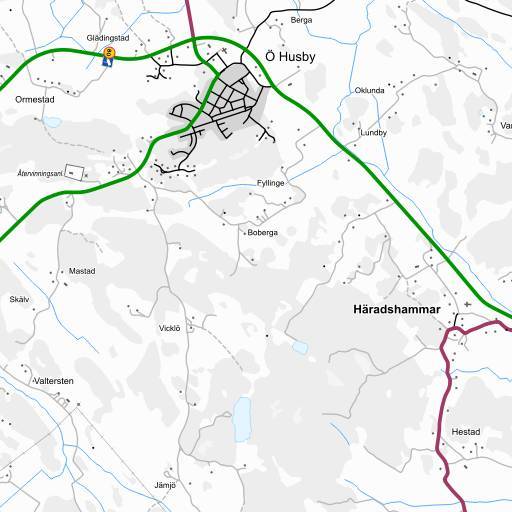 Berga
Glädingstad
Ö Husby
Oklunda
Ormestad
Lundby
Återvinningsanl.
Fyllinge
Boberga
Mastad
Skälv
Häradshammar
Vicklö
Valtersten
Hestad
Jämjö